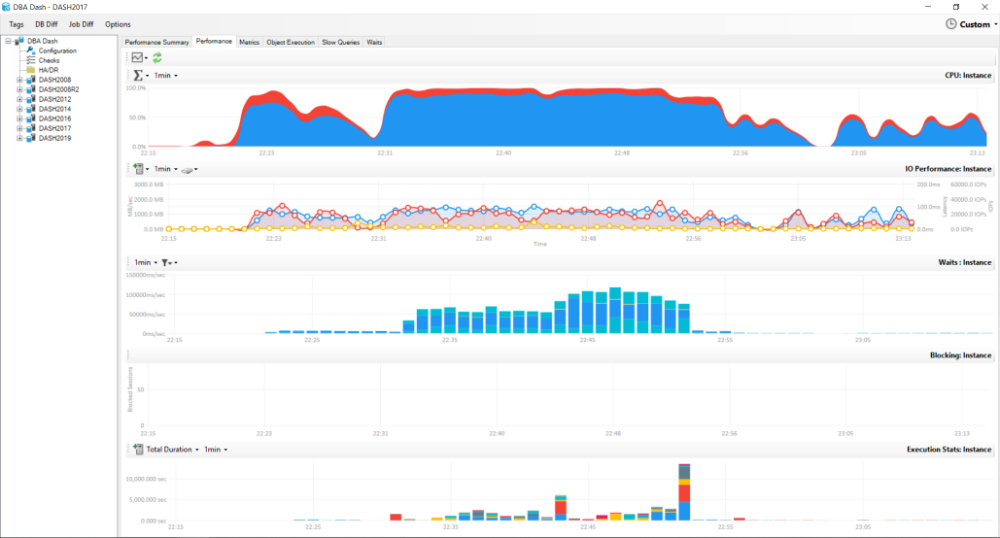 DBA Dash - DASH2017
Tags DB Diff Job Diff Options
Custom
DBA Dash
Configuration
Checks
HA/DR
DASH2008
DASH2008R2
DASH2012
DASH2014
DASH2016
DASH2017
DASH2019
Performance Summary Performance Metrics Object Execution Slow Queries Waits
1min CPU: Instance
100.0%
50.0%
0.0%
22:15 22:23 22:31 22:40 22:48 22:56 23:05 23:13
1min IO Performance: Instance
3000.0 MB 200.0ms 60000.0 IOPs
2000.0 MB 40000.0 IOPs
1000.0 MB 100.0ms 20000.0 IOPs
0.0 MB 0.0ms 0.0 IOPs
MB/sec Latency IOPs
22:15 22:23 22:31 22:40 22:48 22:56 23:05 23:13
Time
1min Waits : Instance
150000ms/sec
100000ms/sec
50000ms/sec
0ms/sec
22:15 22:25 22:35 22:45 22:55 23:05
Blocking: Instance
Blocked Sessions
10
0
22:15 22:23 22:31 22:40 22:48 22:56 23:05 23:13
Total Duration 1min Execution Stats: Instance
10,000.000 sec
5,000.000 sec
0.000 sec
22:15 22:25 22:35 22:45 22:55 23:05